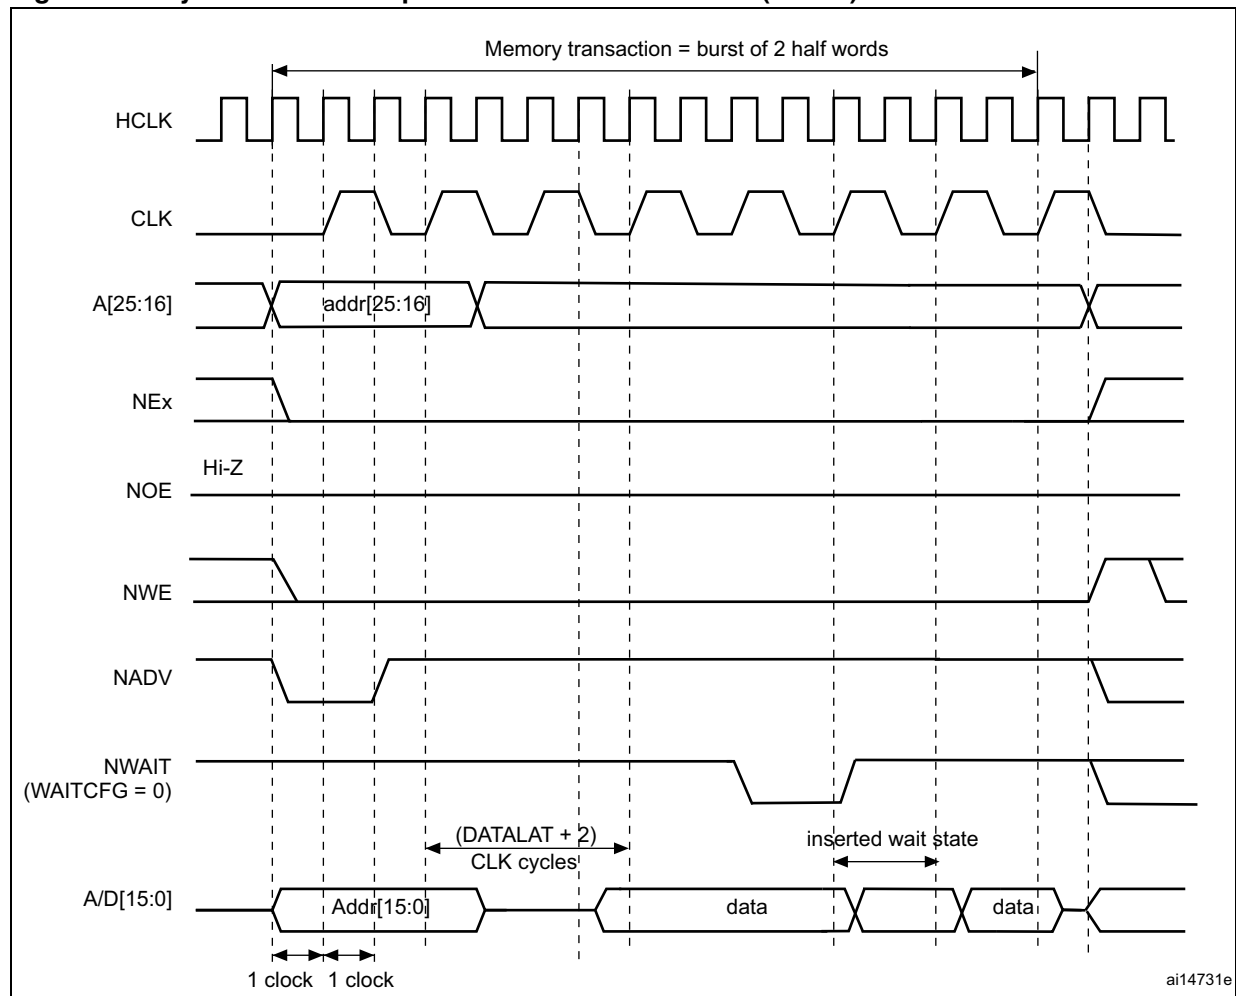 Memory transaction = burst of 2 half words
HCLK
CLK
A[25:16]
addr[25:16]
NEx
Hi-Z
NOE
NWE
NADV
NWAIT
(WAITCFG = 0)
(DATALAT + 2)
CLK cycles
inserted wait state
A/D[15:0]
Addr[15:0]
data
data
1 clock 1 clock
ai14731e